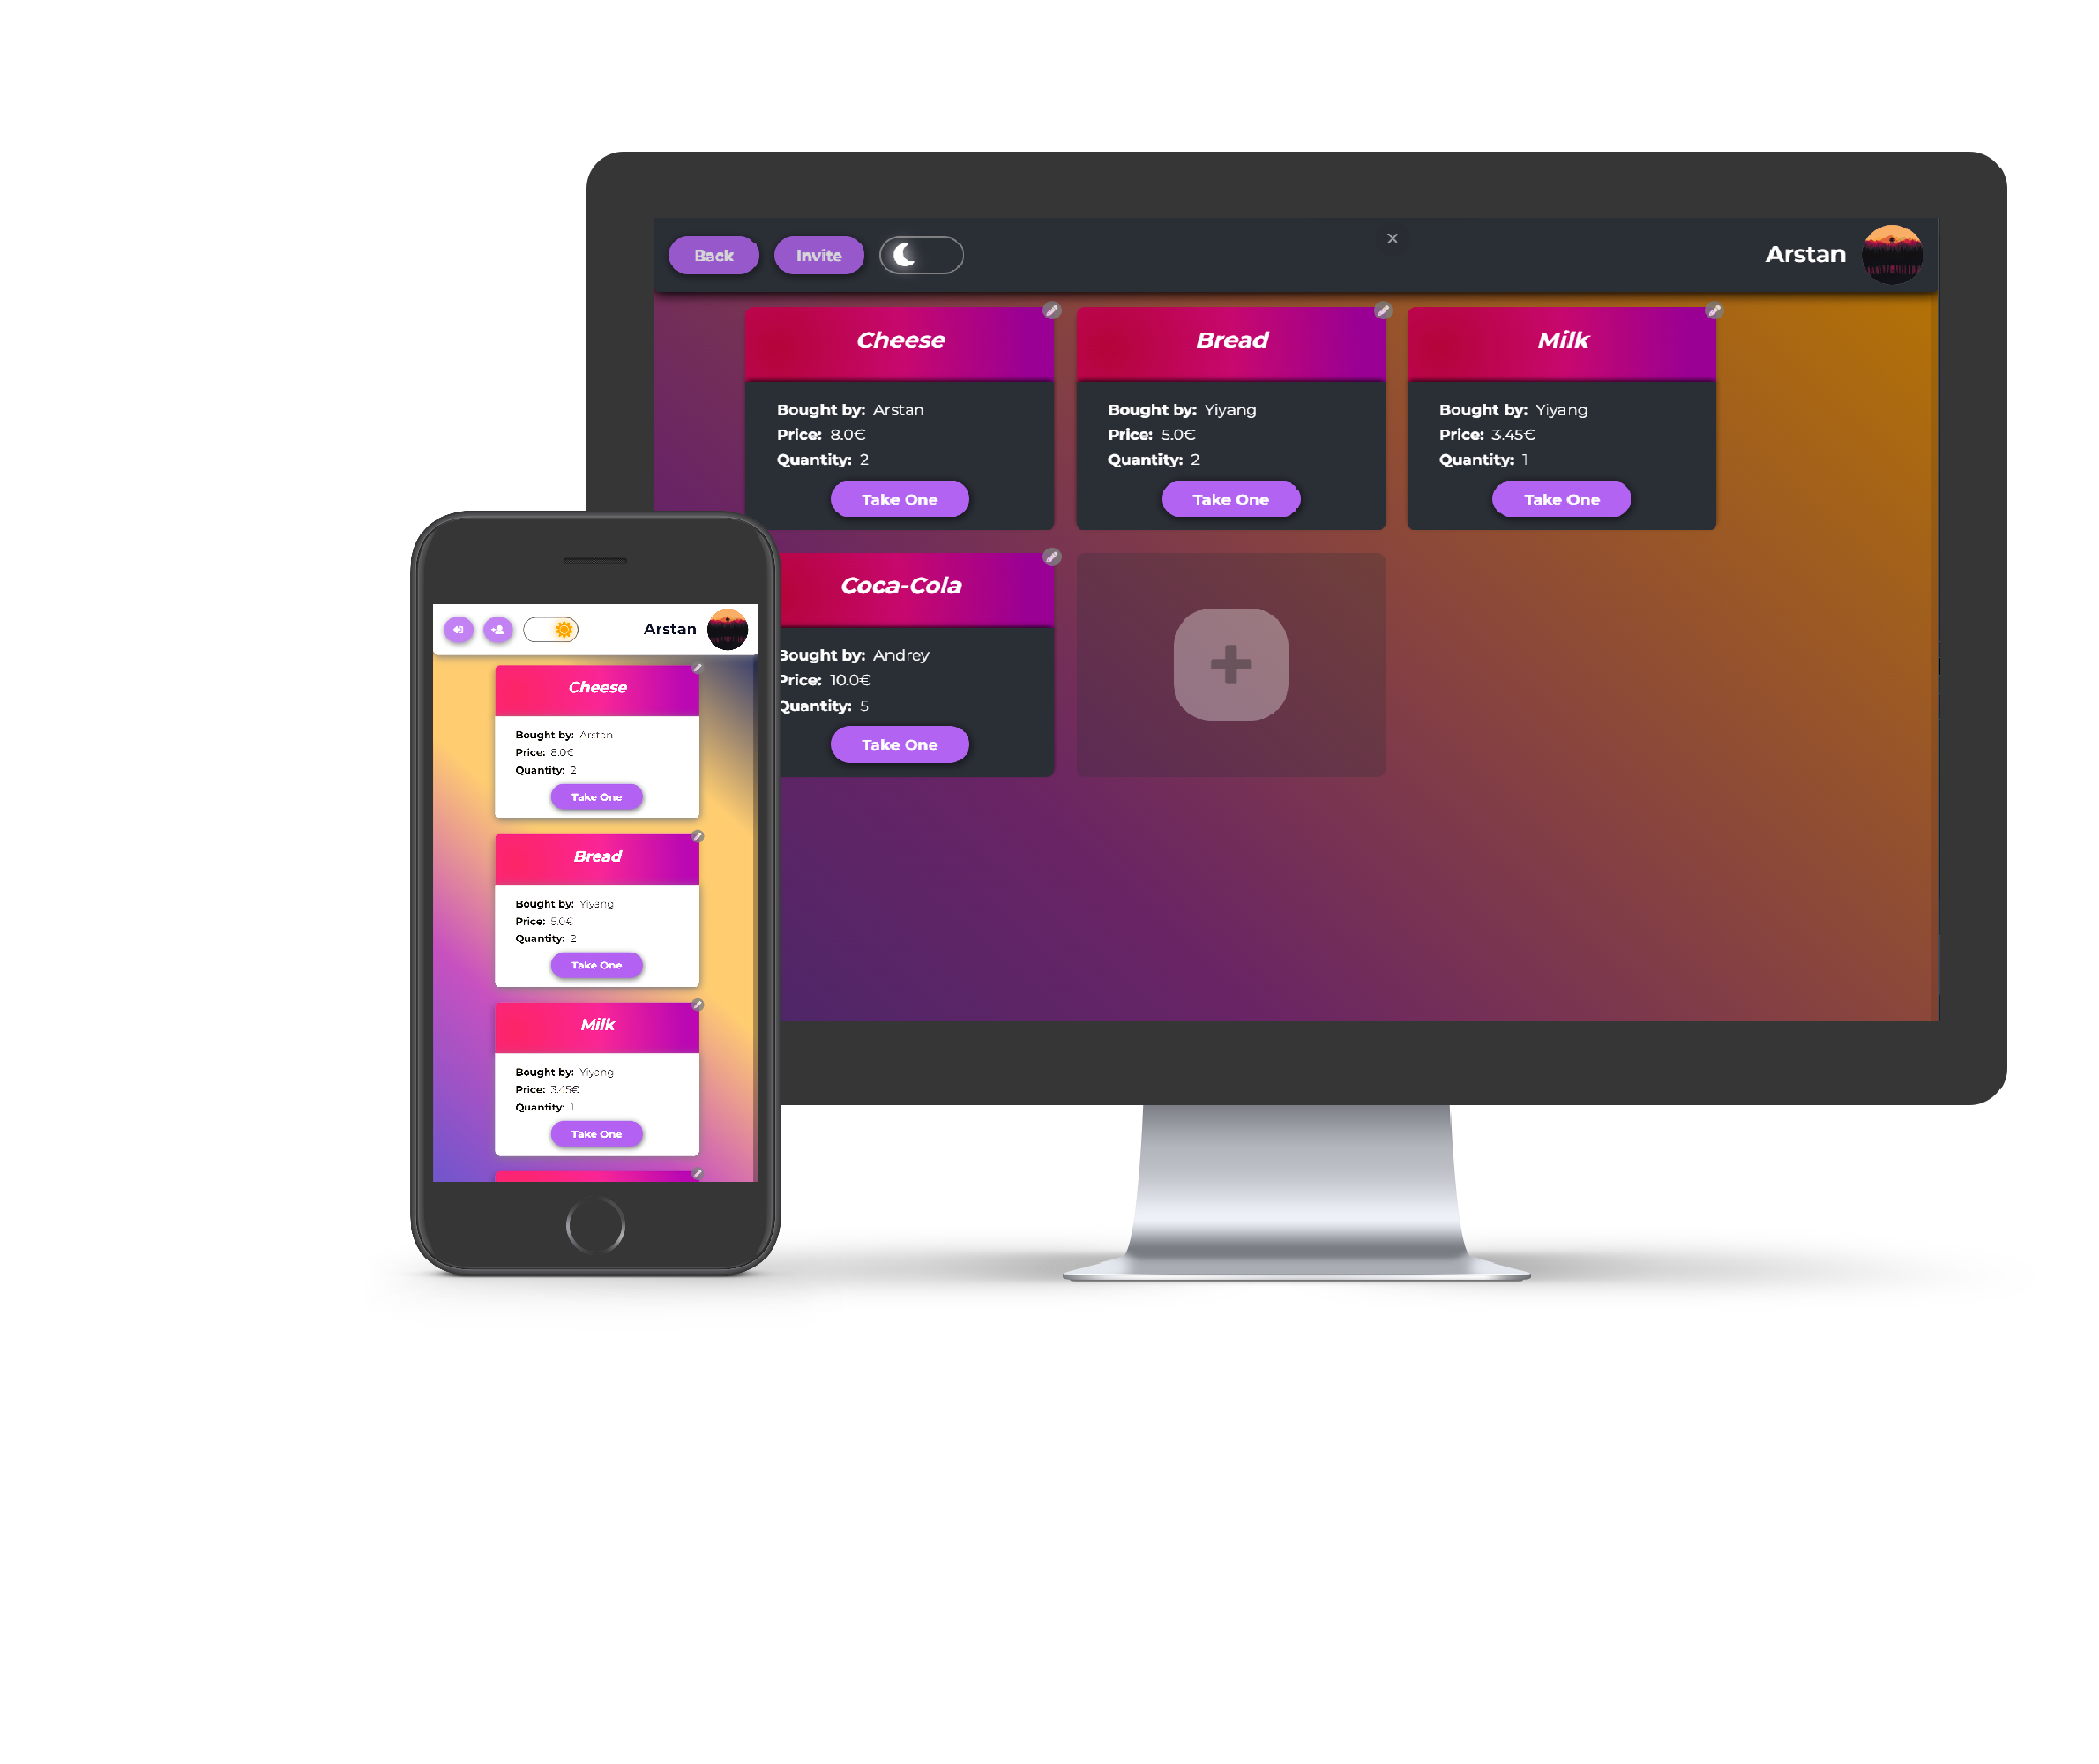 Back
Invite
Arstan
Cheese
Bought by: Arstan
Price: 8.0€
Quantity: 2
Take One
Bread
Bought by: Yiyang
Price: 5.0€
Quantity: 2
Take One
Milk
Bought by: Yiyang
Price: 3.45€
Quantity: 1
Take One
Coca-Cola
Bought by: Andrey
Price: 10.0€
Quantity: 5
Take One
Arstan
Cheese
Bought by: Arstan
Price: 8.0€
Quantity: 2
Take One
Bread
Bought by: Yiyang
Price: 5.0€
Quantity: 2
Take One
Milk
Bought by: Yiyang
Price: 3.45€
Quantity: 1
Take One